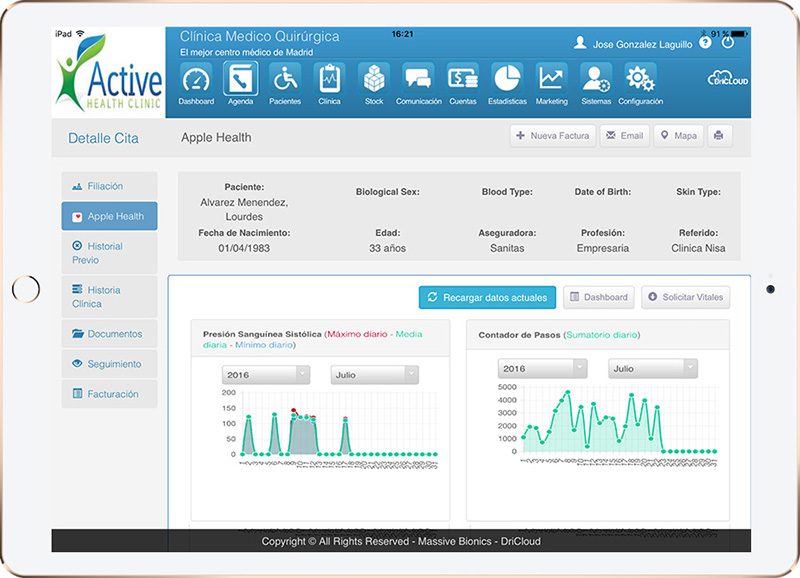 iPad
16:21
91 %
Active
HEALTH CLINIC
Clínica Medico Quirúrgica
El mejor centro médico de Madrid
Jose Gonzalez Laguillo
?
Dashboard
Agenda
Pacientes
Clínica
Stock
Comunicación
Cuentas
Estadísticas
Marketing
Sistemas
Configuración
DRICLOUD
Detalle Cita
Apple Health
+ Nueva Factura
Email
Mapa
Filiación
Apple Health
Historial
Previo
Historia
Clínica
Documentos
Seguimiento
Facturación
Paciente:
Alvarez Menendez,
Lourdes
Biological Sex:
Blood Type:
Date of Birth:
Skin Type:
Fecha de Nacimiento:
01/04/1983
Edad:
33 años
Aseguradora:
Sanitas
Profesión:
Empresaria
Referido:
Clinica Nisa
Recargar datos actuales
Dashboard
Solicitar Vitales
Presión Sanguínea Sistólica (Máximo diario - Media
diaria - Mínimo diario)
2016
Julio
200
150
100
50
0
Contador de Pasos (Sumatorio diario)
2016
Julio
5000
4000
3000
2000
1000
0
Copyright © All Rights Reserved - Massive Bionics - DriCloud